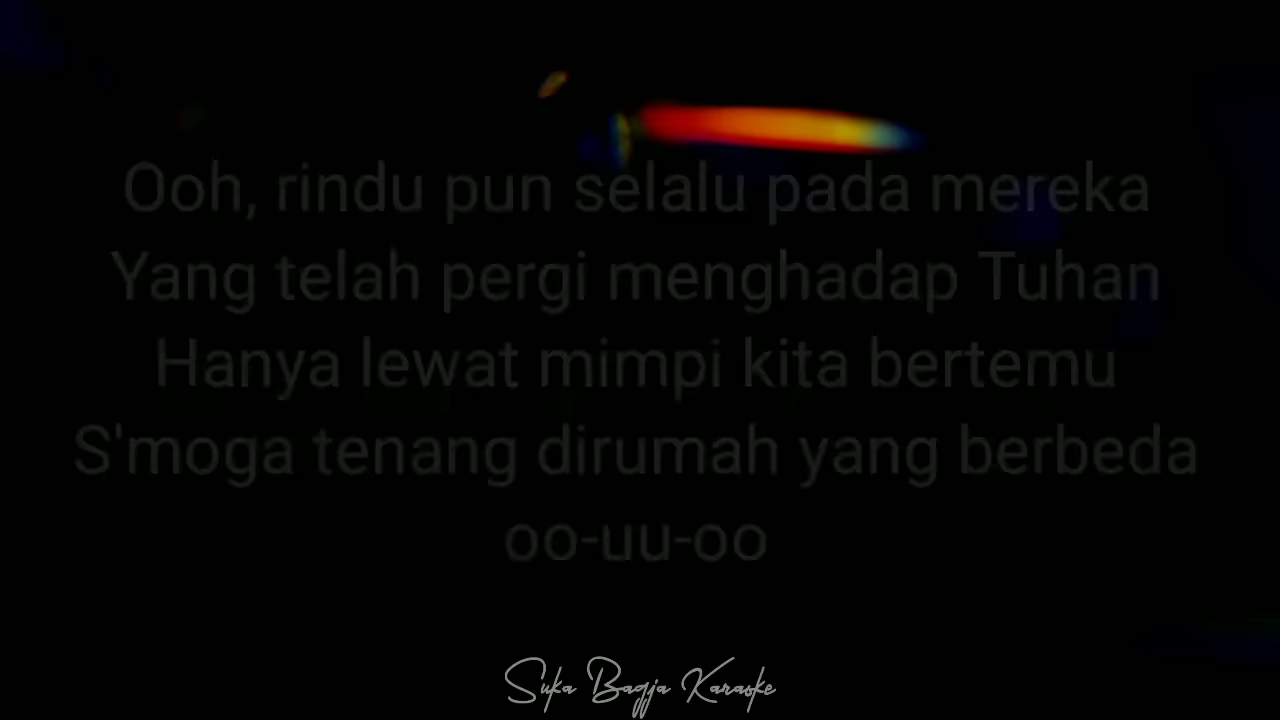 Ooh, rindu pun selalu pada mereka
Yang telah pergi menghadap Tuhan
Hanya lewat mimpi kita bertemu
S'moga tenang dirumah yang berbeda
oo-uu-oo
Suka Bagja Karaoke